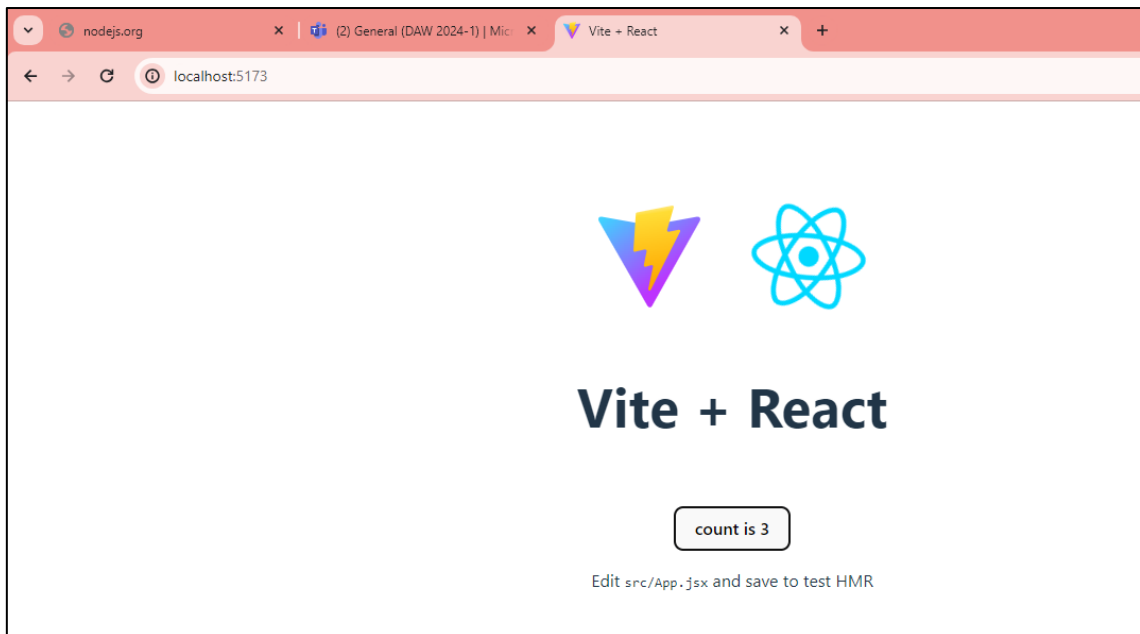 nodejs.org
(2) General (DAW 2024-1) | Mic
Vite + React
localhost:5173
Vite + React
count is 3
Edit src/App.jsx and save to test HMR